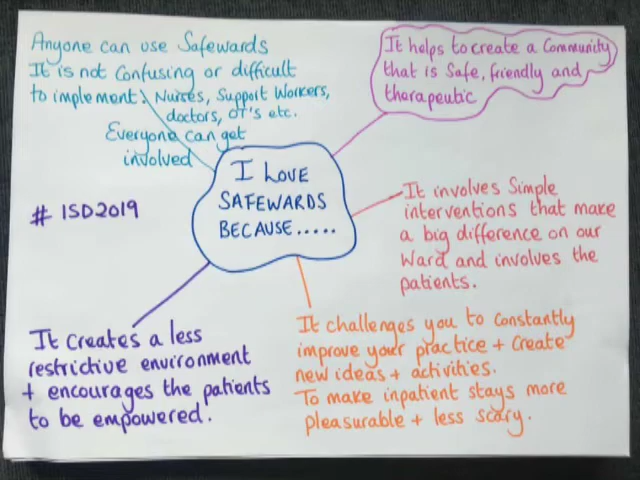 Anyone can use Safewards
It is not Confusing or difficult
to implement. Nurses, Support Workers,
doctors, OT's etc.
Everyone can get
involved
It helps to create a Community
that is Safe, friendly and
therapeutic
I LOVE
SAFEWARDS
BECAUSE.....
# ISD2019
It involves Simple
interventions that make
a big difference on our
Ward and involves the
patients.
It creates a less
restrictive environment
+ encourages the patients
to be empowered.
It challenges you to Constantly
improve your practice + Create
new ideas + activities.
To make inpatient stays more
pleasurable + less scary.